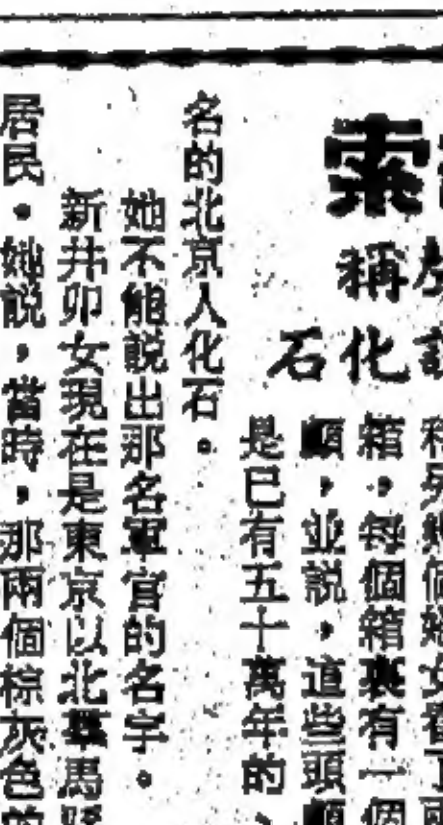 索
稱
化石
箱，每個箱裏有一個
顱，並說，這些頭顱
是巳有五十萬年的、
名的北京人化石。
她不能說出那名軍官的名字。
新井卯女現在是東京以北羣馬
居民。她說，當時，那兩個棕灰色的